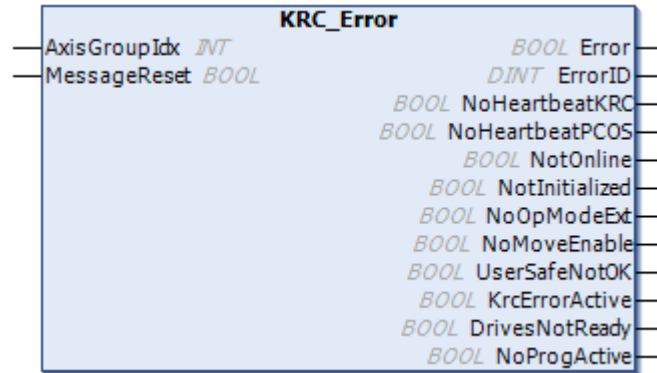 KRC_Error
AxisGroupIdx INT BOOL Error
MessageReset BOOL DINT ErrorID
BOOL NoHeartbeatKRC
BOOL NoHeartbeatPCOS
BOOL NotOnline
BOOL NotInitialized
BOOL NoOpModeExt
BOOL NoMoveEnable
BOOL UserSafeNotOK
BOOL KrcErrorActive
BOOL DrivesNotReady
BOOL NoProgActive